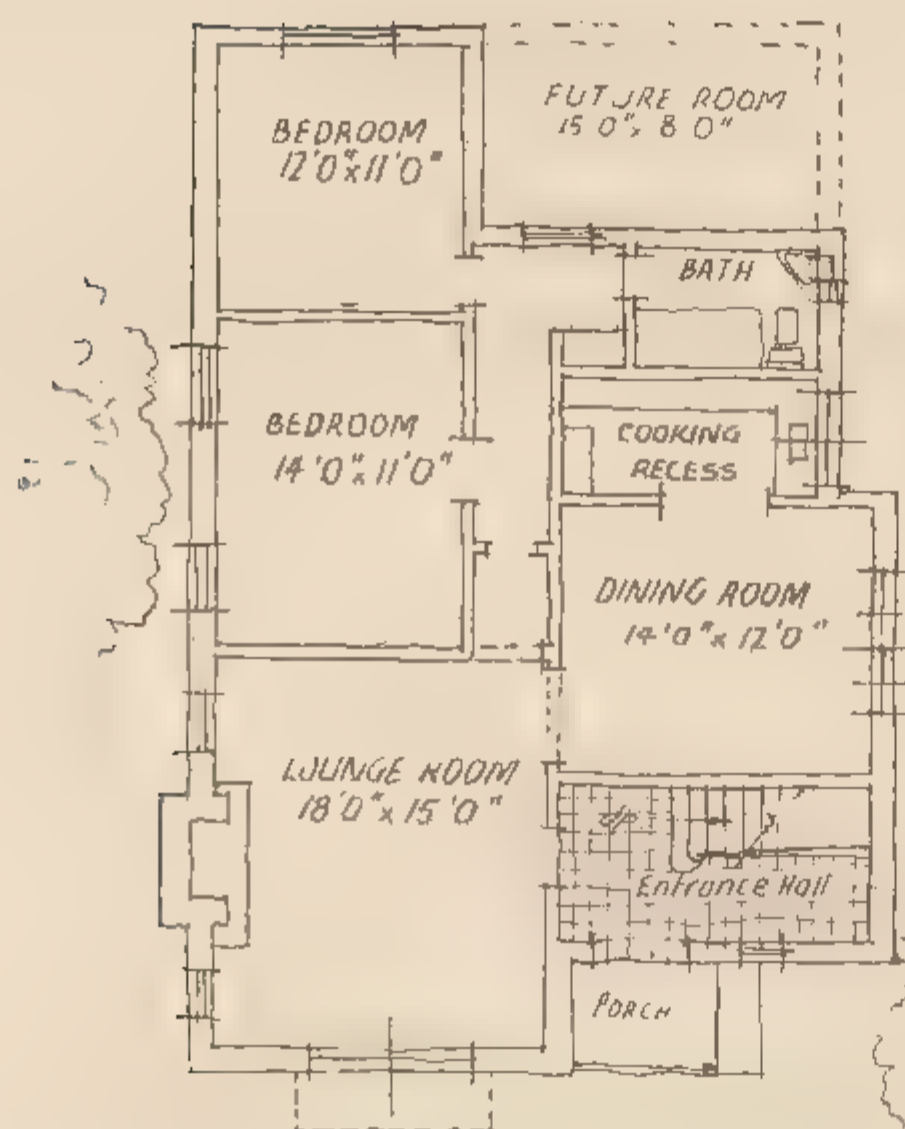 FUTURE ROOM
15'0" x 8'0"
BEDROOM
12'0" x 11'0"
BATH
BEDROOM
14'0" x 11'0"
COOKING
RECESS
DINING ROOM
14'0" x 12'0"
LOUNGE ROOM
18'0" x 15'0"
Entrance Hall
PORCH